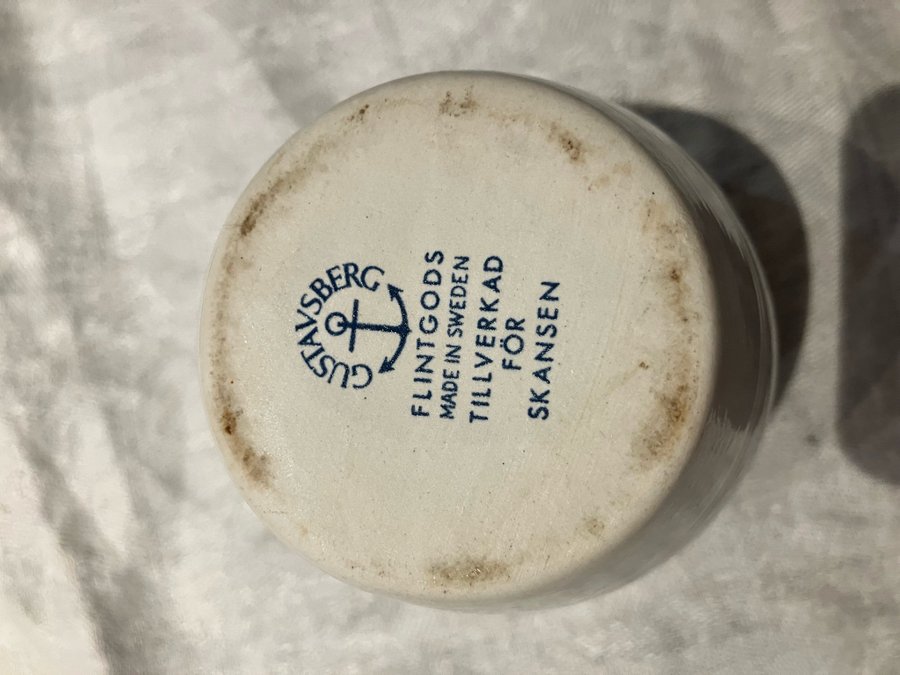 GUSTAVSBERG
FLINTGODS
MADE IN SWEDEN
TILLVERKAD
FÖR
SKANSEN